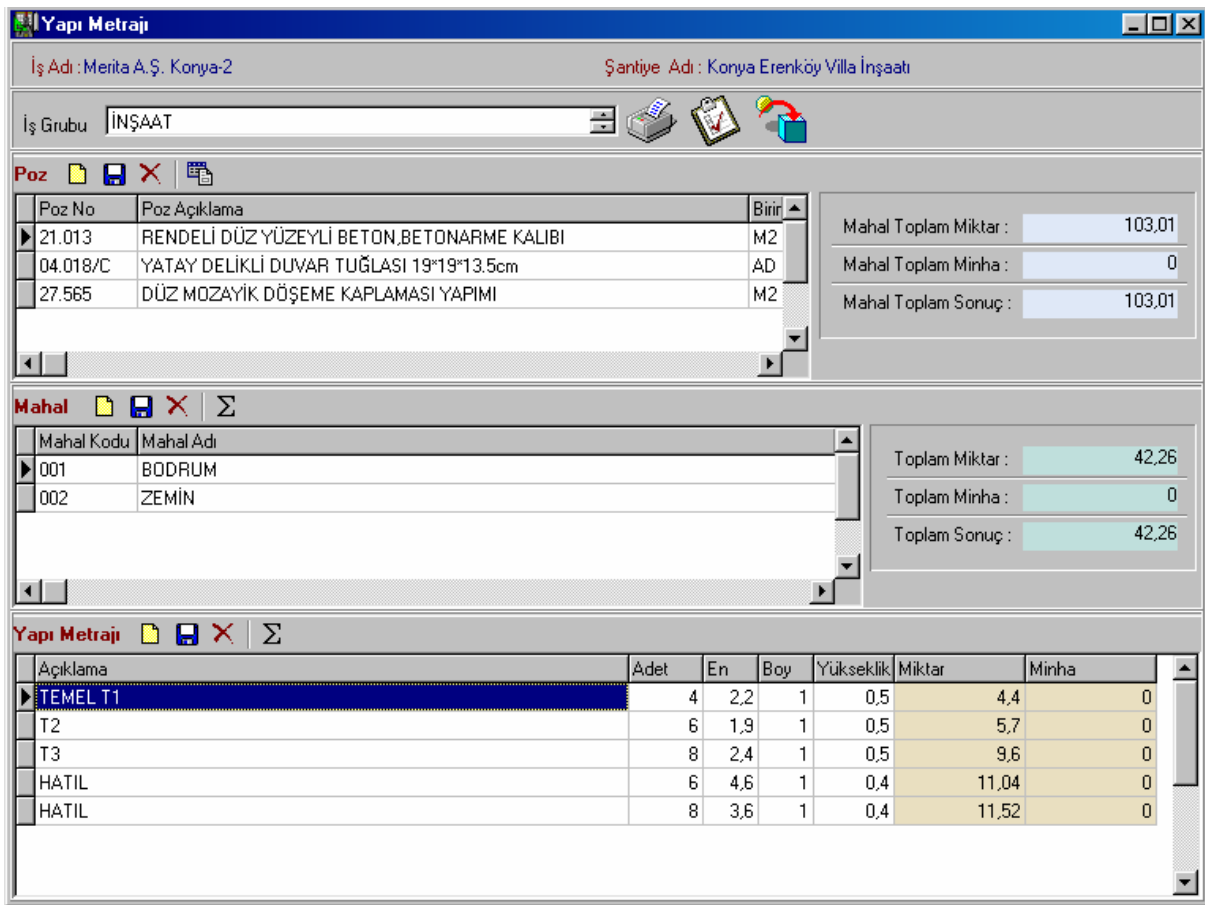 Yapı Metrajı
İş Adı : Merita A.Ş. Konya-2 Şantiye Adı : Konya Erenköy Villa İnşaatı
İş Grubu İNŞAAT
Poz
Poz No Poz Açıklama Birir
21.013 RENDELİ DÜZ YÜZEYLİ BETON,BETONARME KALIBI M2
04.018/C YATAY DELİKLİ DUVAR TUĞLASI 19*19*13.5cm AD
27.565 DÜZ MOZAYİK DÖŞEME KAPLAMASI YAPIMI M2
Mahal Toplam Miktar : 103,01
Mahal Toplam Minha : 0
Mahal Toplam Sonuç : 103,01
Mahal Σ
Mahal Kodu Mahal Adı
001 BODRUM
002 ZEMİN
Toplam Miktar : 42,26
Toplam Minha : 0
Toplam Sonuç : 42,26
Yapı Metrajı Σ
Açıklama Adet En Boy Yükseklik Miktar Minha
TEMEL T1 4 2,2 1 0,5 4,4 0
T2 6 1,9 1 0,5 5,7 0
T3 8 2,4 1 0,5 9,6 0
HATIL 6 4,6 1 0,4 11,04 0
HATIL 8 3,6 1 0,4 11,52 0